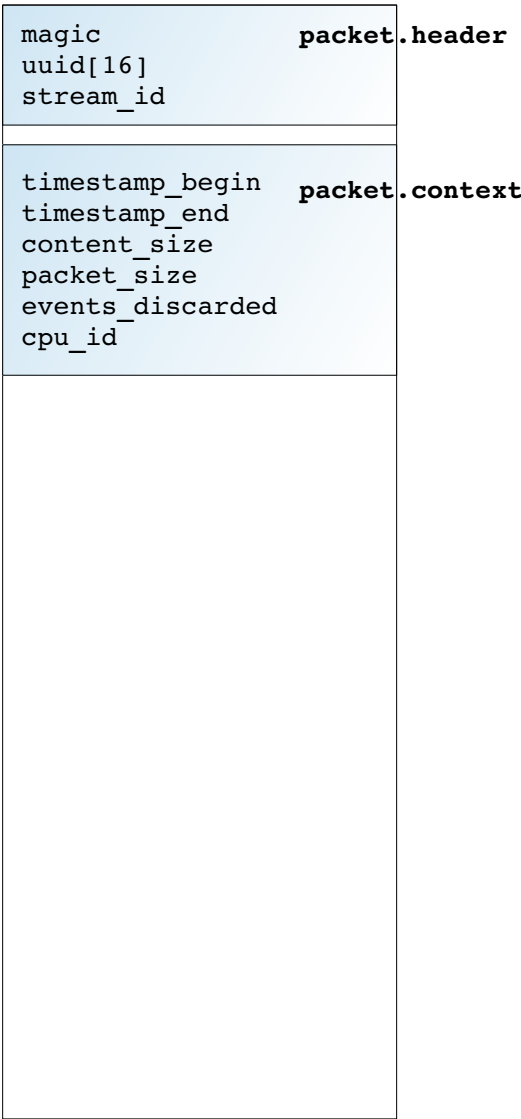 magic packet.header
uuid[16]
stream_id
timestamp_begin packet.context
timestamp_end
content_size
packet_size
events_discarded
cpu_id